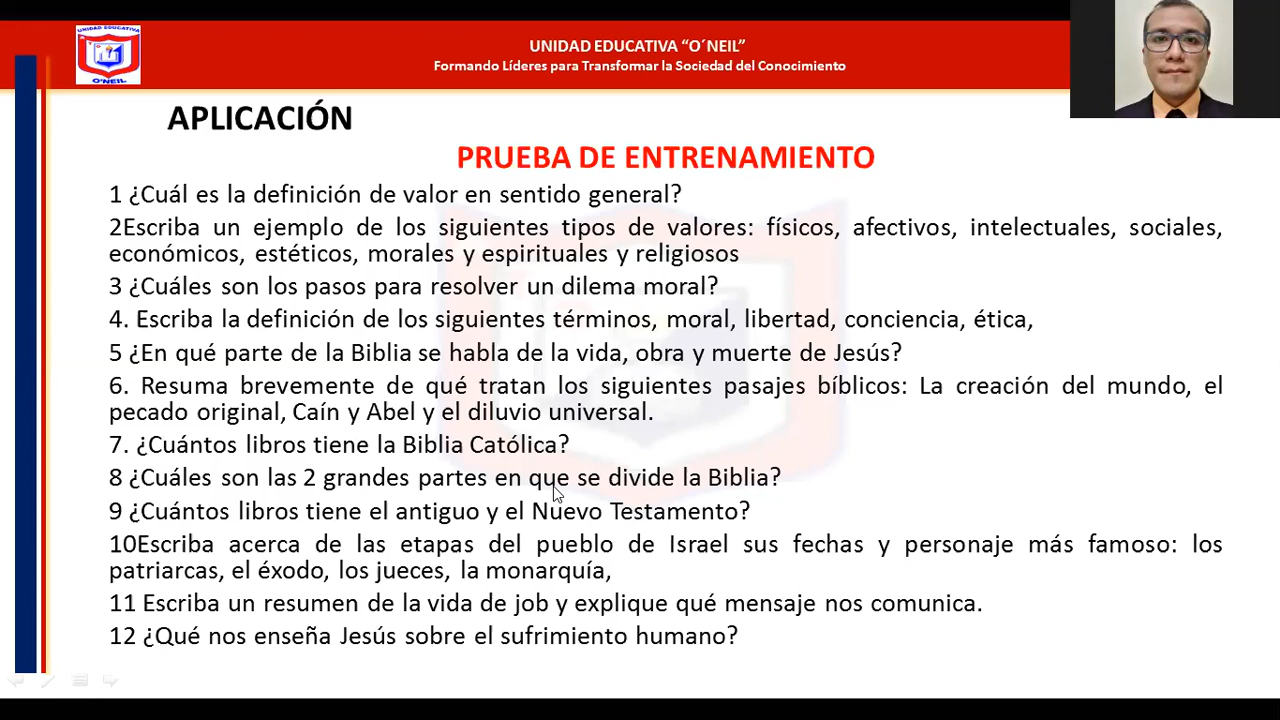 UNIDAD EDUCATIVA
O'NEIL
UNIDAD EDUCATIVA “O´NEIL”
Formando Líderes para Transformar la Sociedad del Conocimiento
APLICACIÓN
PRUEBA DE ENTRENAMIENTO
1 ¿Cuál es la definición de valor en sentido general?
2Escriba un ejemplo de los siguientes tipos de valores: físicos, afectivos, intelectuales, sociales,
económicos, estéticos, morales y espirituales y religiosos
3 ¿Cuáles son los pasos para resolver un dilema moral?
4. Escriba la definición de los siguientes términos, moral, libertad, conciencia, ética,
5 ¿En qué parte de la Biblia se habla de la vida, obra y muerte de Jesús?
6. Resuma brevemente de qué tratan los siguientes pasajes bíblicos: La creación del mundo, el
pecado original, Caín y Abel y el diluvio universal.
7. ¿Cuántos libros tiene la Biblia Católica?
8 ¿Cuáles son las 2 grandes partes en que se divide la Biblia?
9 ¿Cuántos libros tiene el antiguo y el Nuevo Testamento?
10Escriba acerca de las etapas del pueblo de Israel sus fechas y personaje más famoso: los
patriarcas, el éxodo, los jueces, la monarquía,
11 Escriba un resumen de la vida de job y explique qué mensaje nos comunica.
12 ¿Qué nos enseña Jesús sobre el sufrimiento humano?